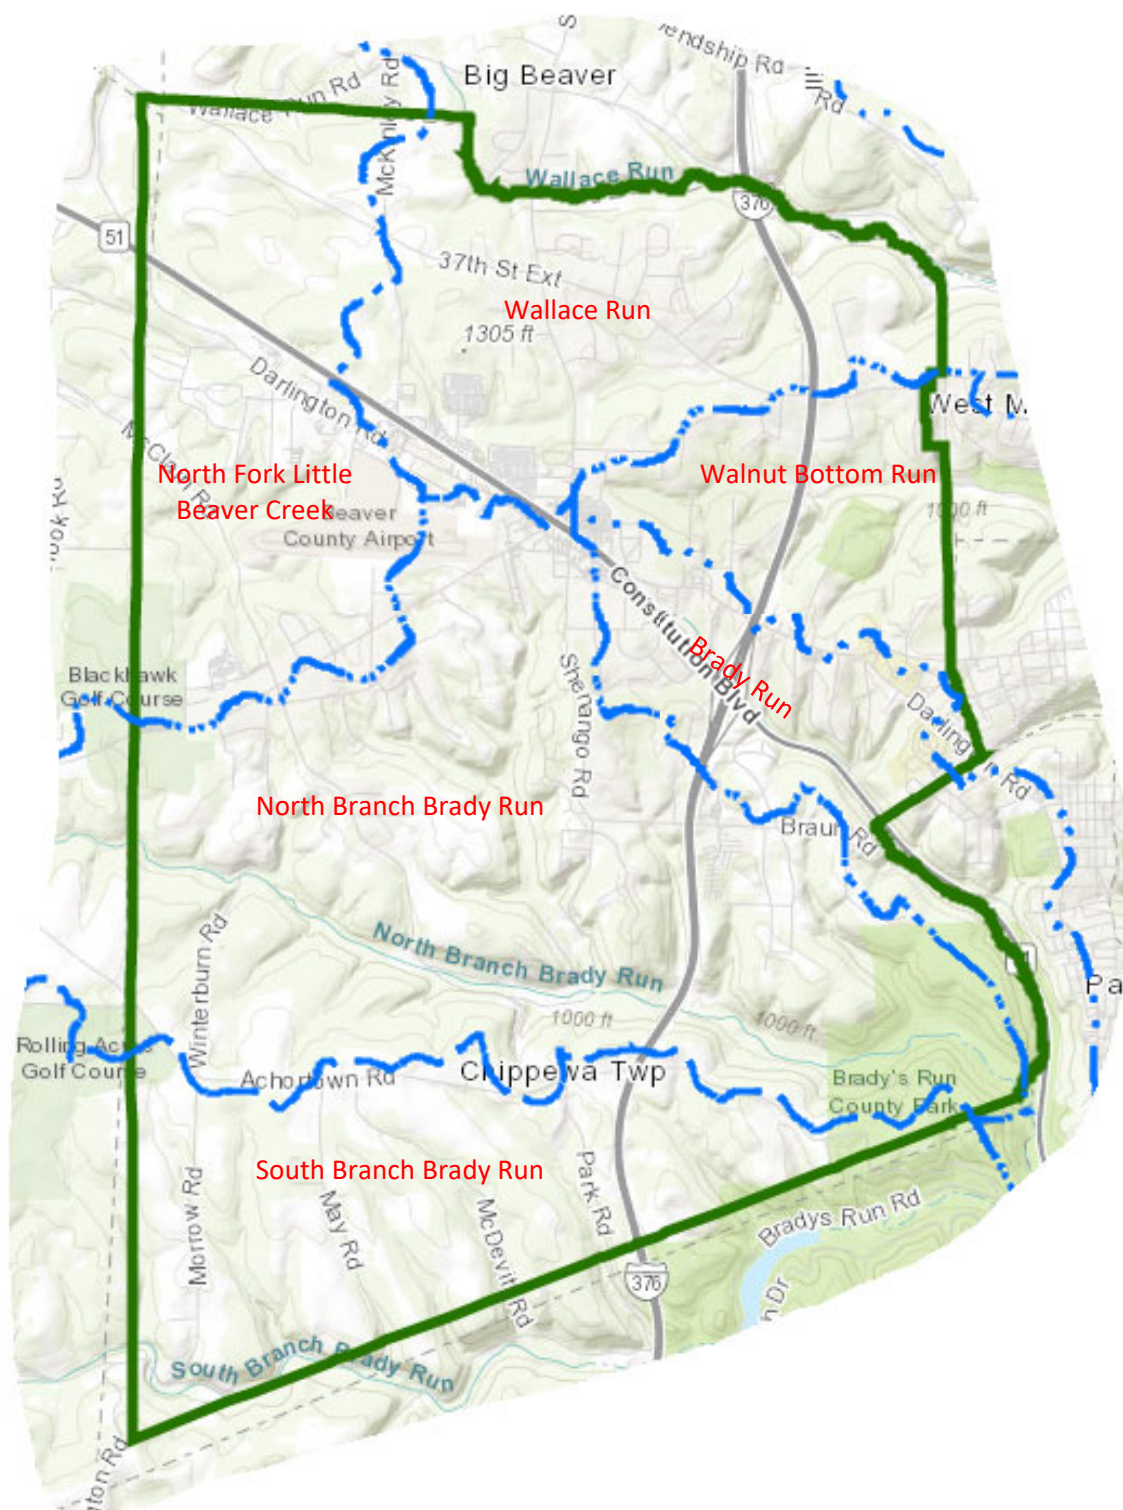 Big Beaver
Wallace Run Rd
McKinley Rd
Wallace Run
376
51
37th St Ext
Wallace Run
1305 ft
Darlington Rd
West M.
North Fork Little
Beaver Creek
Walnut Bottom Run
Beaver
County Airport
Constitution Blvd
Brady Run
Shenango Rd
Blackhawk
Golf Course
Darlington Rd
North Branch Brady Run
Braun Rd
Winterburn Rd
North Branch Brady Run
1000 ft
1000 ft
Pa
Rolling Acres
Golf Course
Achortown Rd
Chippewa Twp
Brady's Run
County Park
South Branch Brady Run
Morrow Rd
May Rd
McDevitt Rd
Park Rd
Bradys Run Rd
376
n Dr
South Branch Brady Run